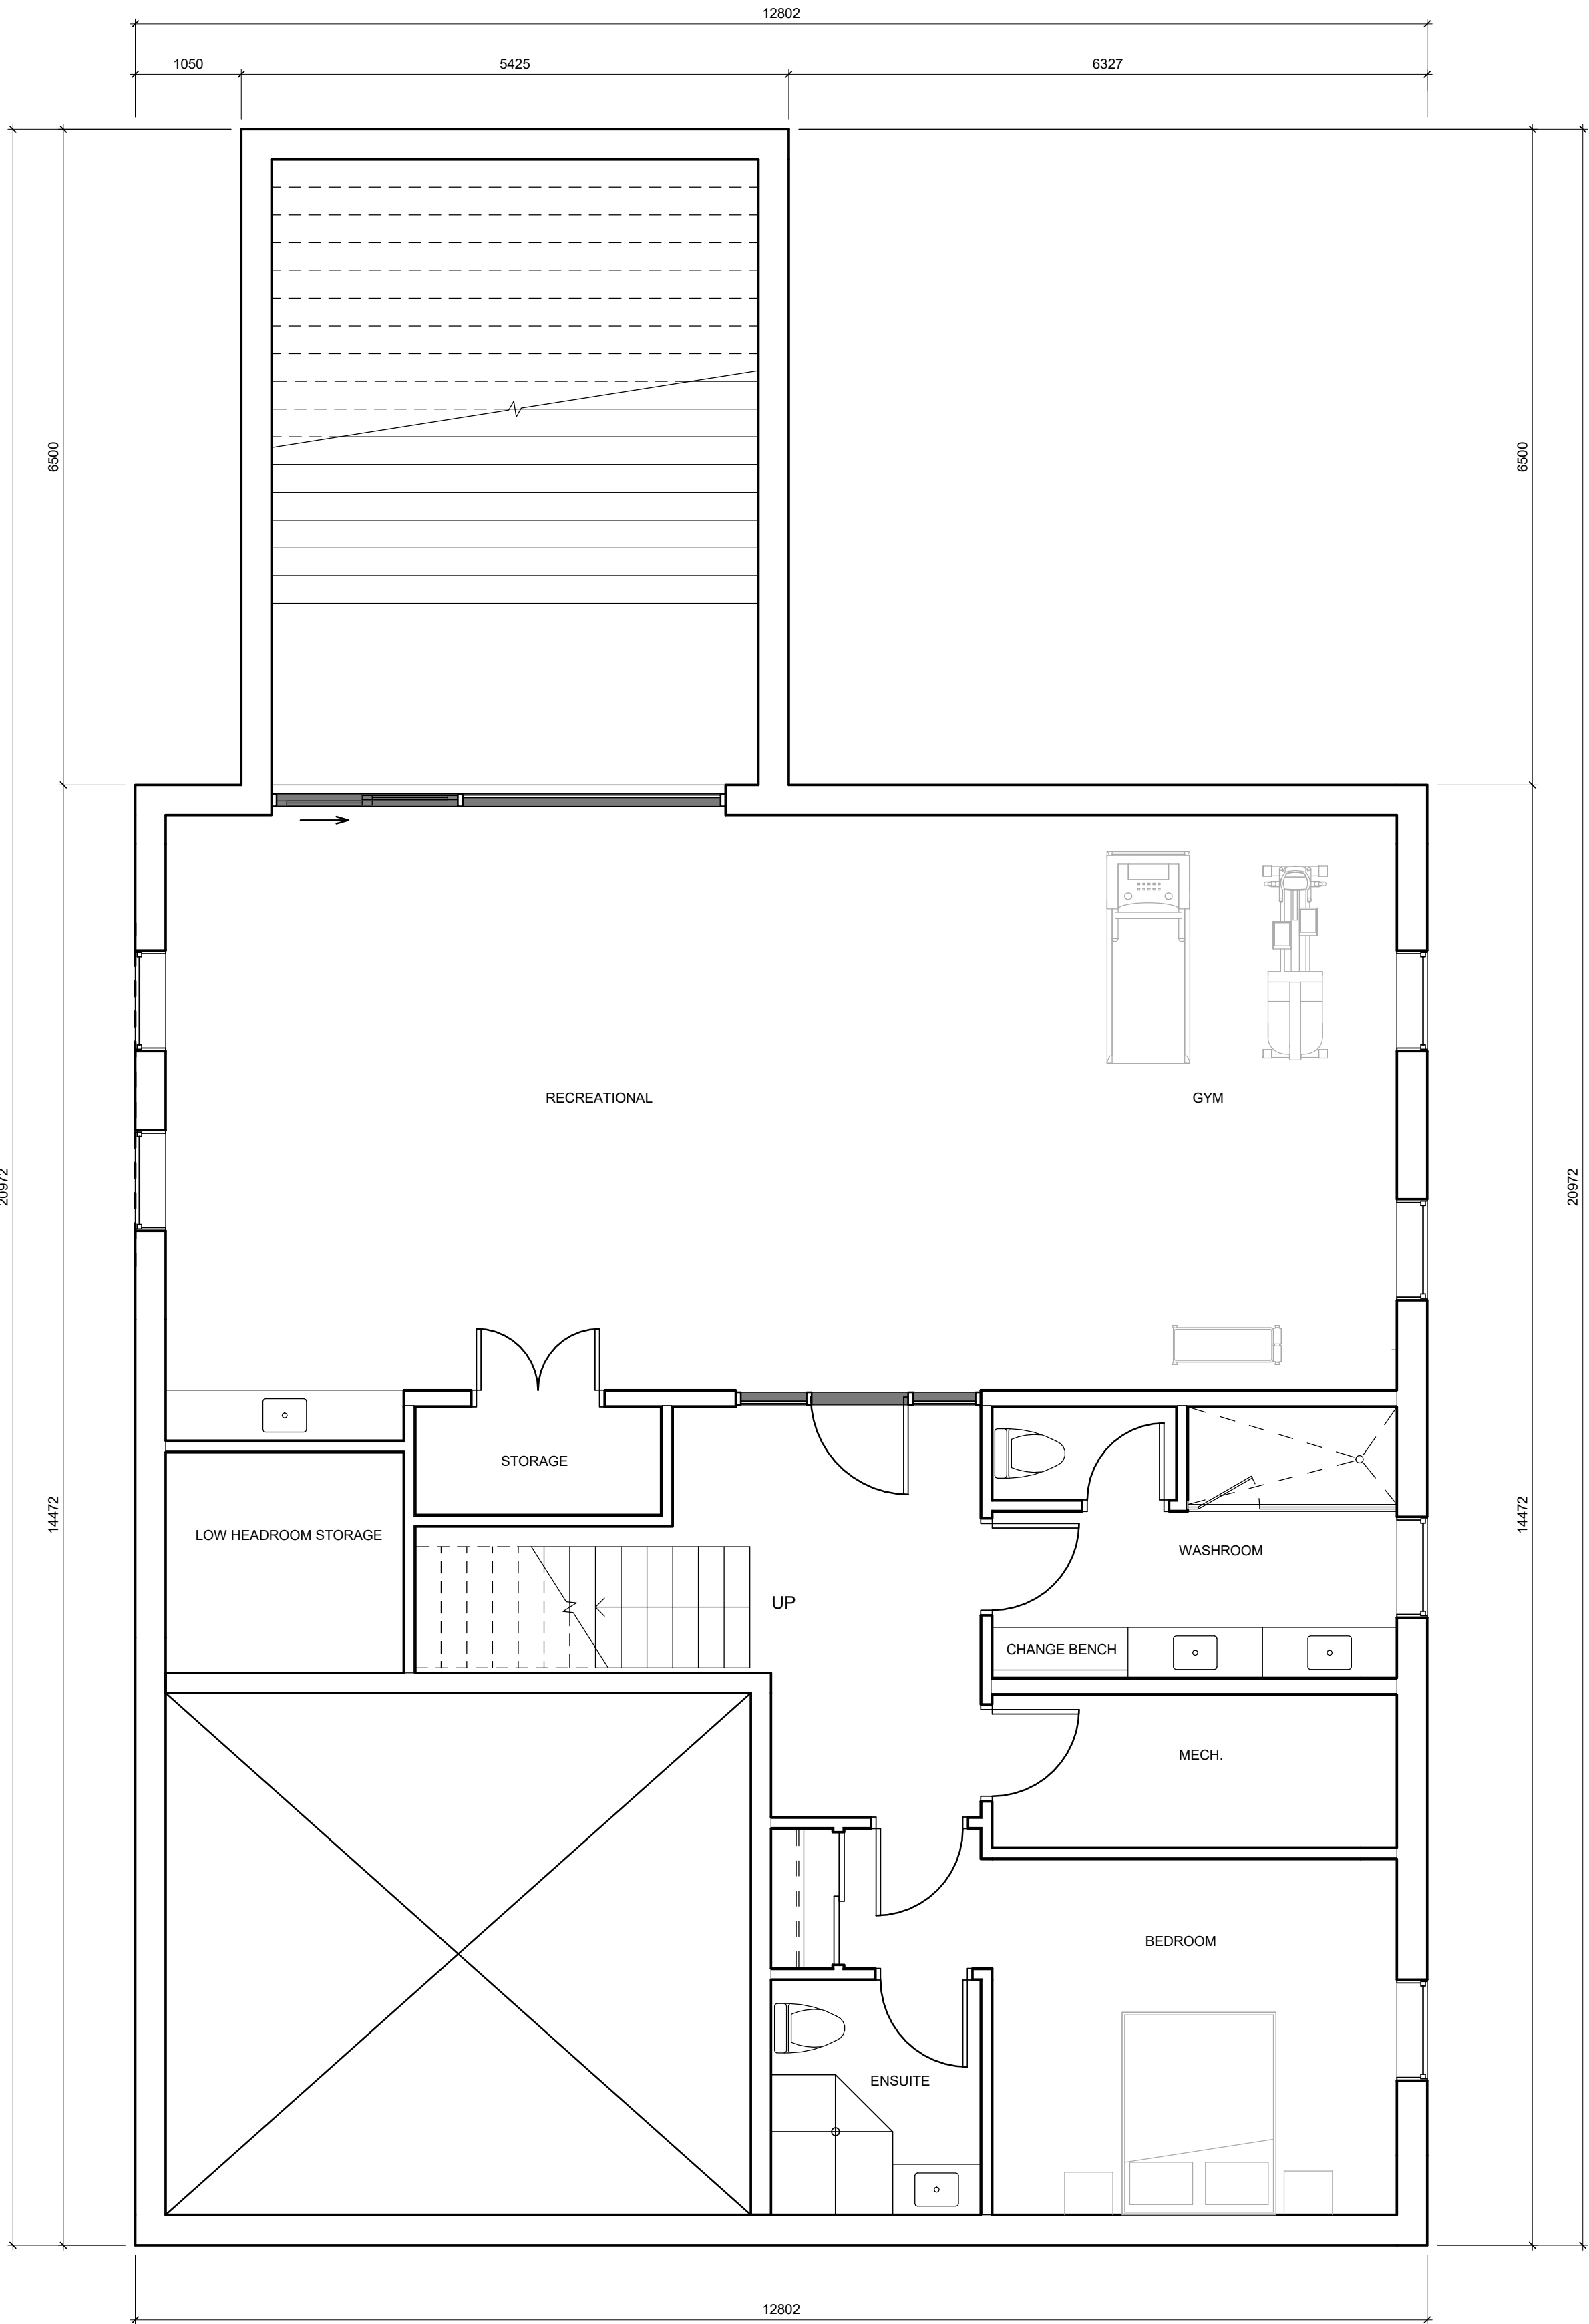 12802
1050
5425
6327
6500
6500
RECREATIONAL
GYM
20972
20972
STORAGE
14472
14472
LOW HEADROOM STORAGE
WASHROOM
UP
CHANGE BENCH
MECH.
BEDROOM
ENSUITE
12802